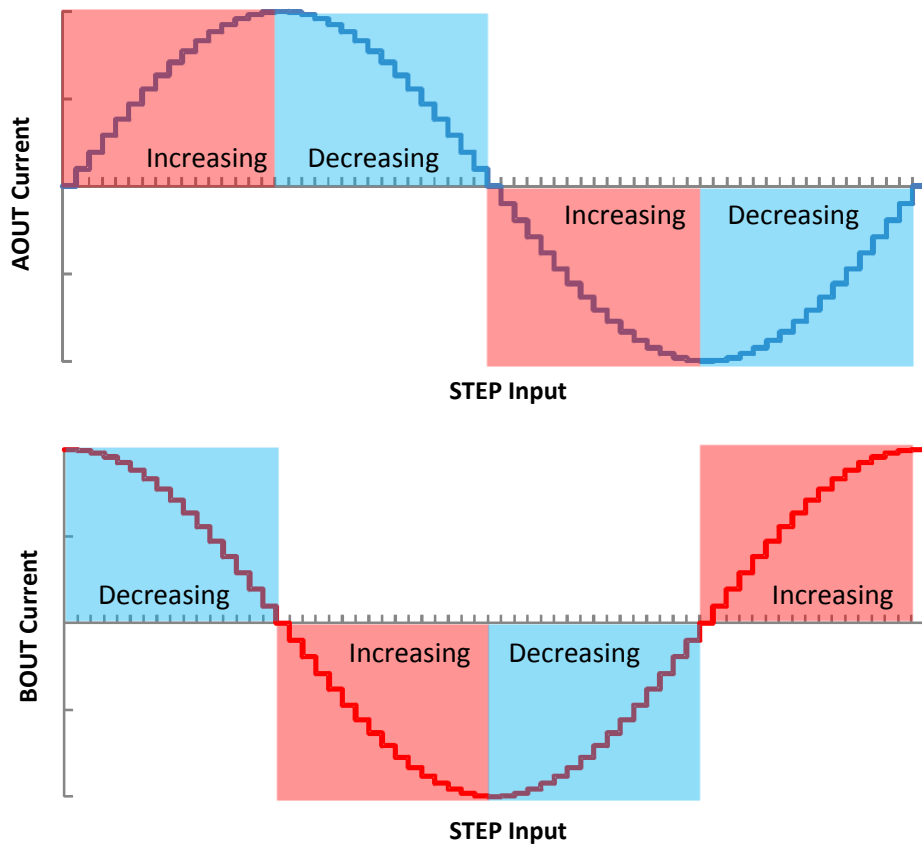 AOUT Current
Increasing
Decreasing
Increasing
Decreasing
STEP Input
BOUT Current
Decreasing
Increasing
Increasing
Decreasing
STEP Input